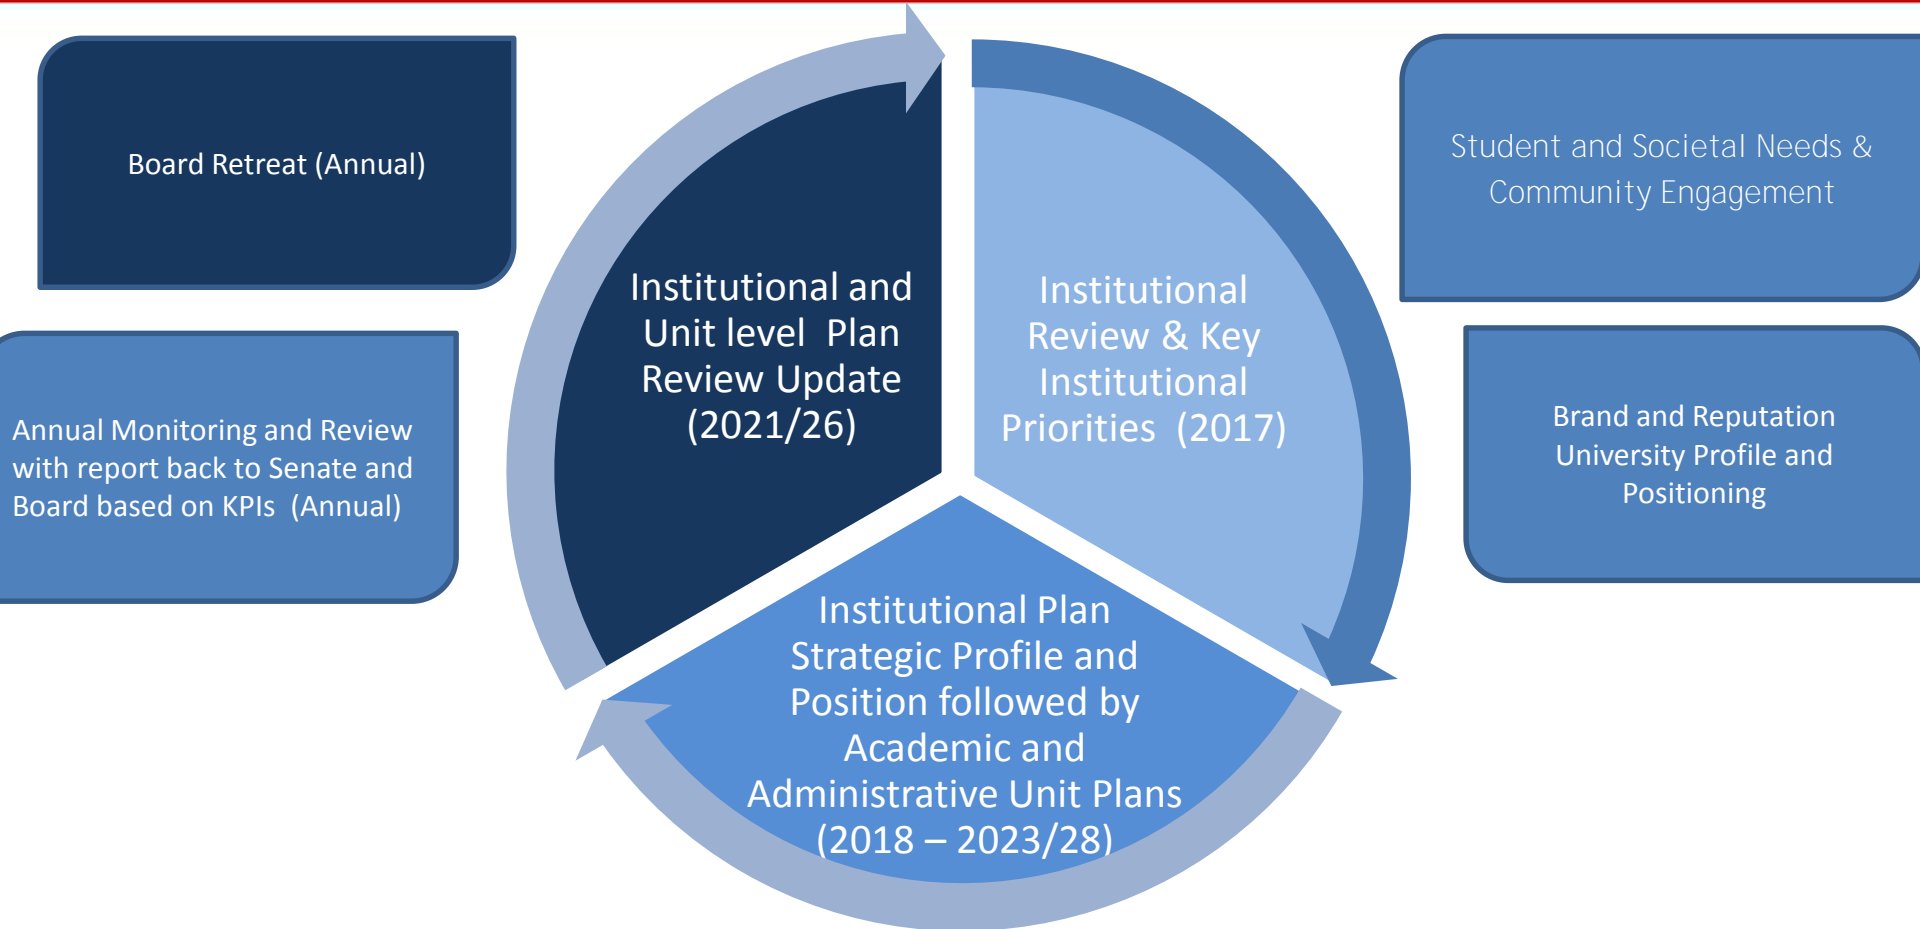 Board Retreat (Annual)
Annual Monitoring and Review
with report back to Senate and
Board based on KPIs (Annual)
Institutional and
Unit level Plan
Review Update
(2021/26)
Institutional
Review & Key
Institutional
Priorities (2017)
Institutional Plan
Strategic Profile and
Position followed by
Academic and
Administrative Unit Plans
(2018 – 2023/28)
Student and Societal Needs &
Community Engagement
Brand and Reputation
University Profile and
Positioning